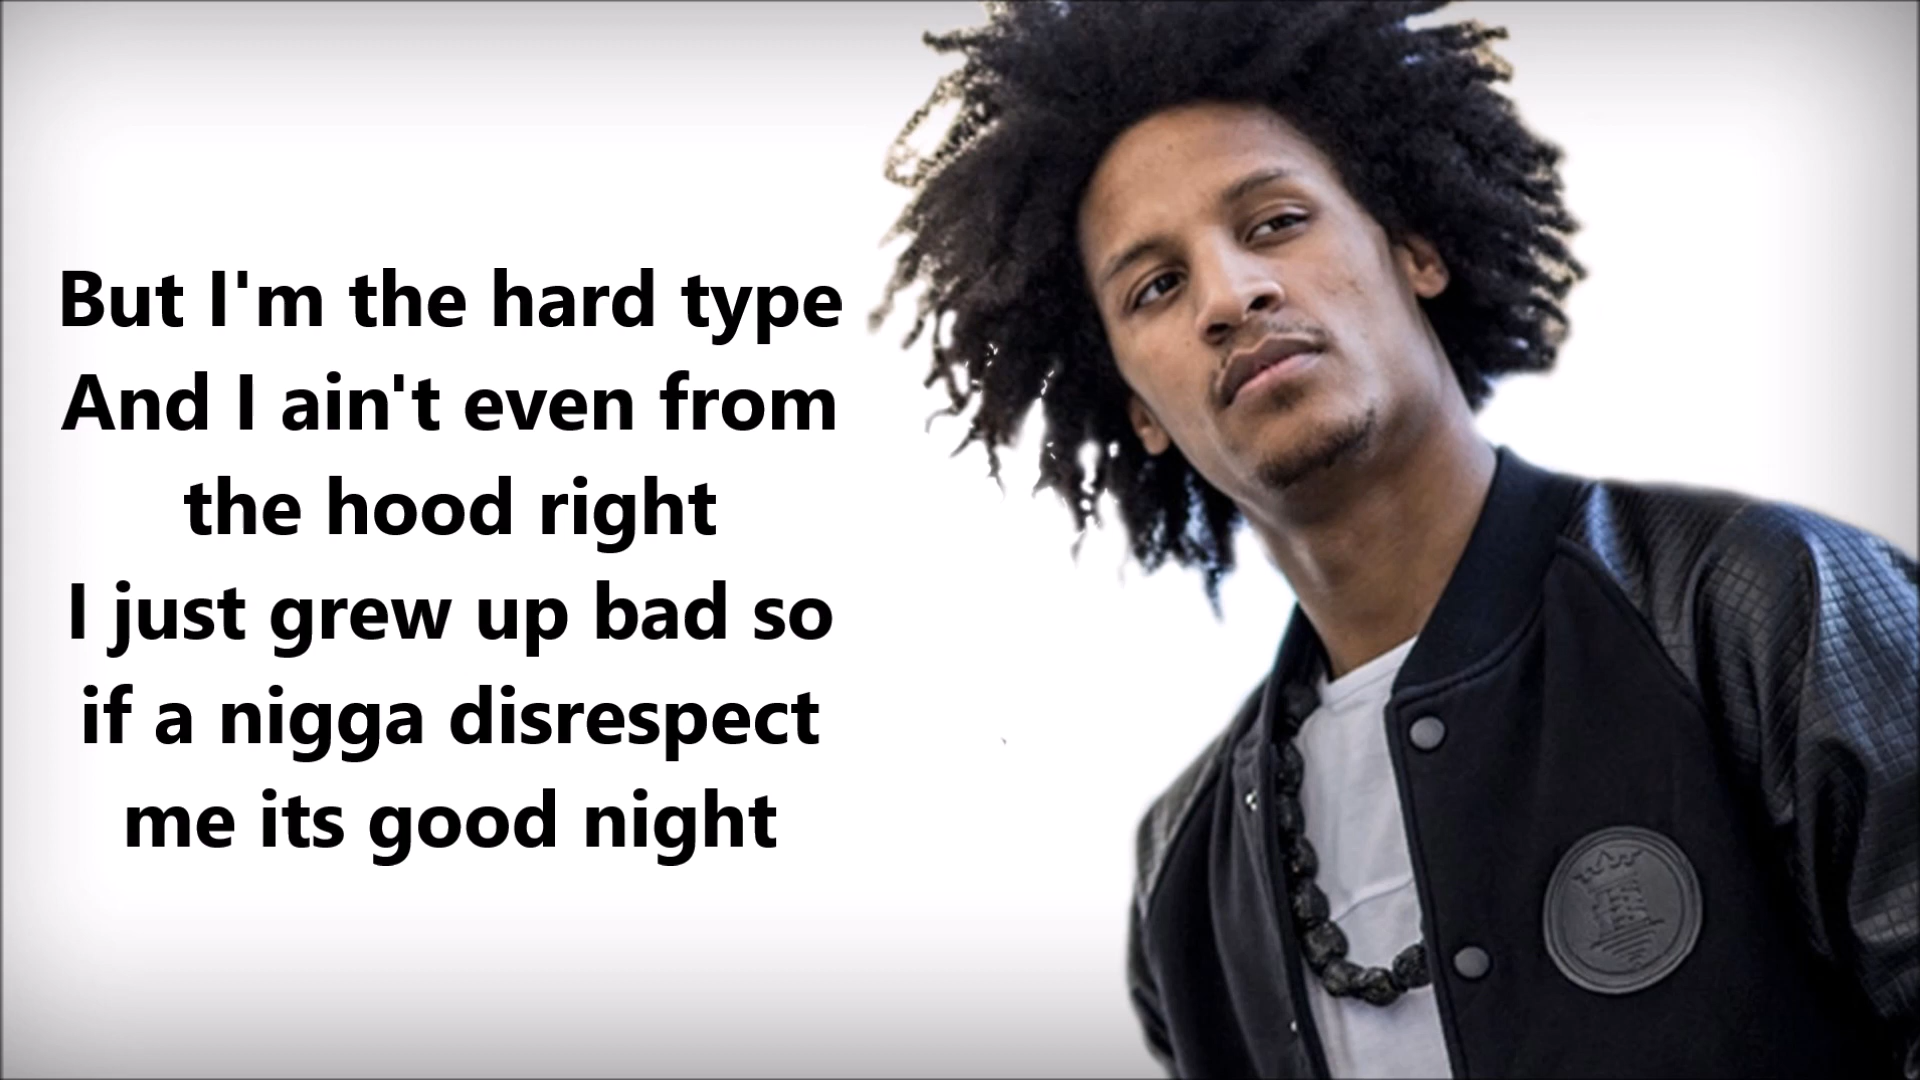 But I'm the hard type
And I ain't even from
the hood right
I just grew up bad so
if a nigga disrespect
me its good night